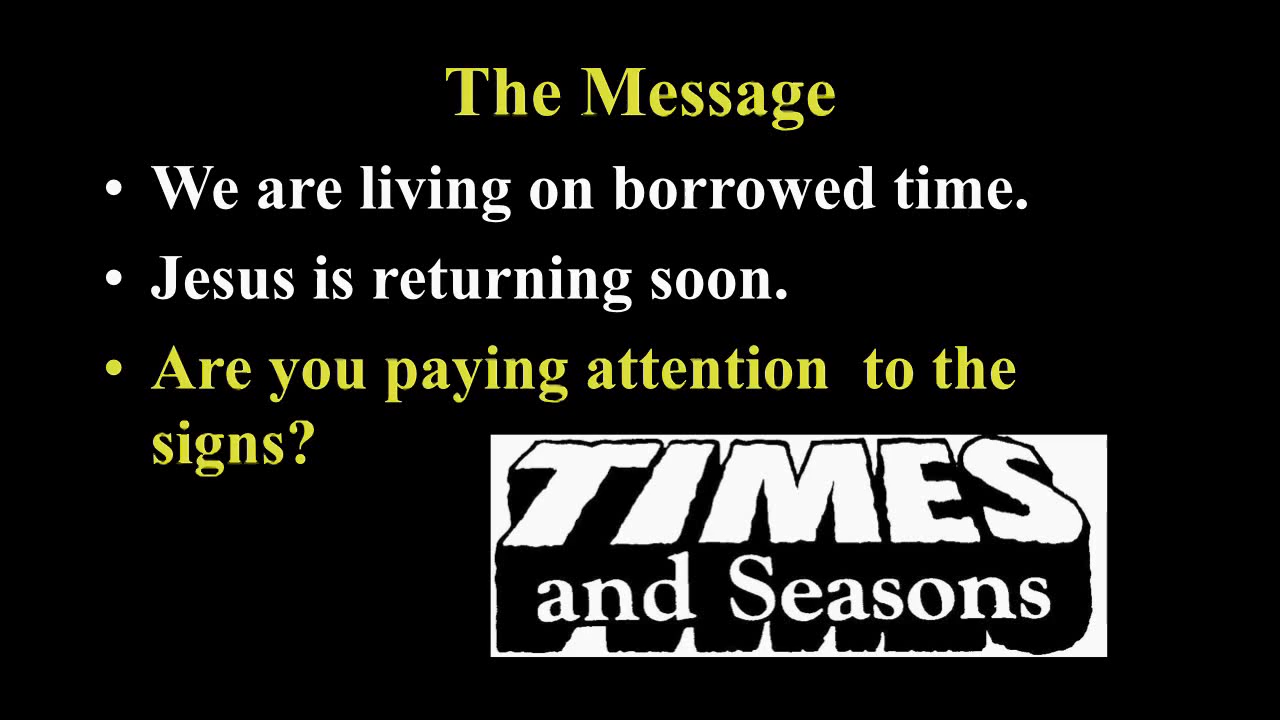 The Message
• We are living on borrowed time.
• Jesus is returning soon.
• Are you paying attention  to the
signs?
TIMES
and Seasons